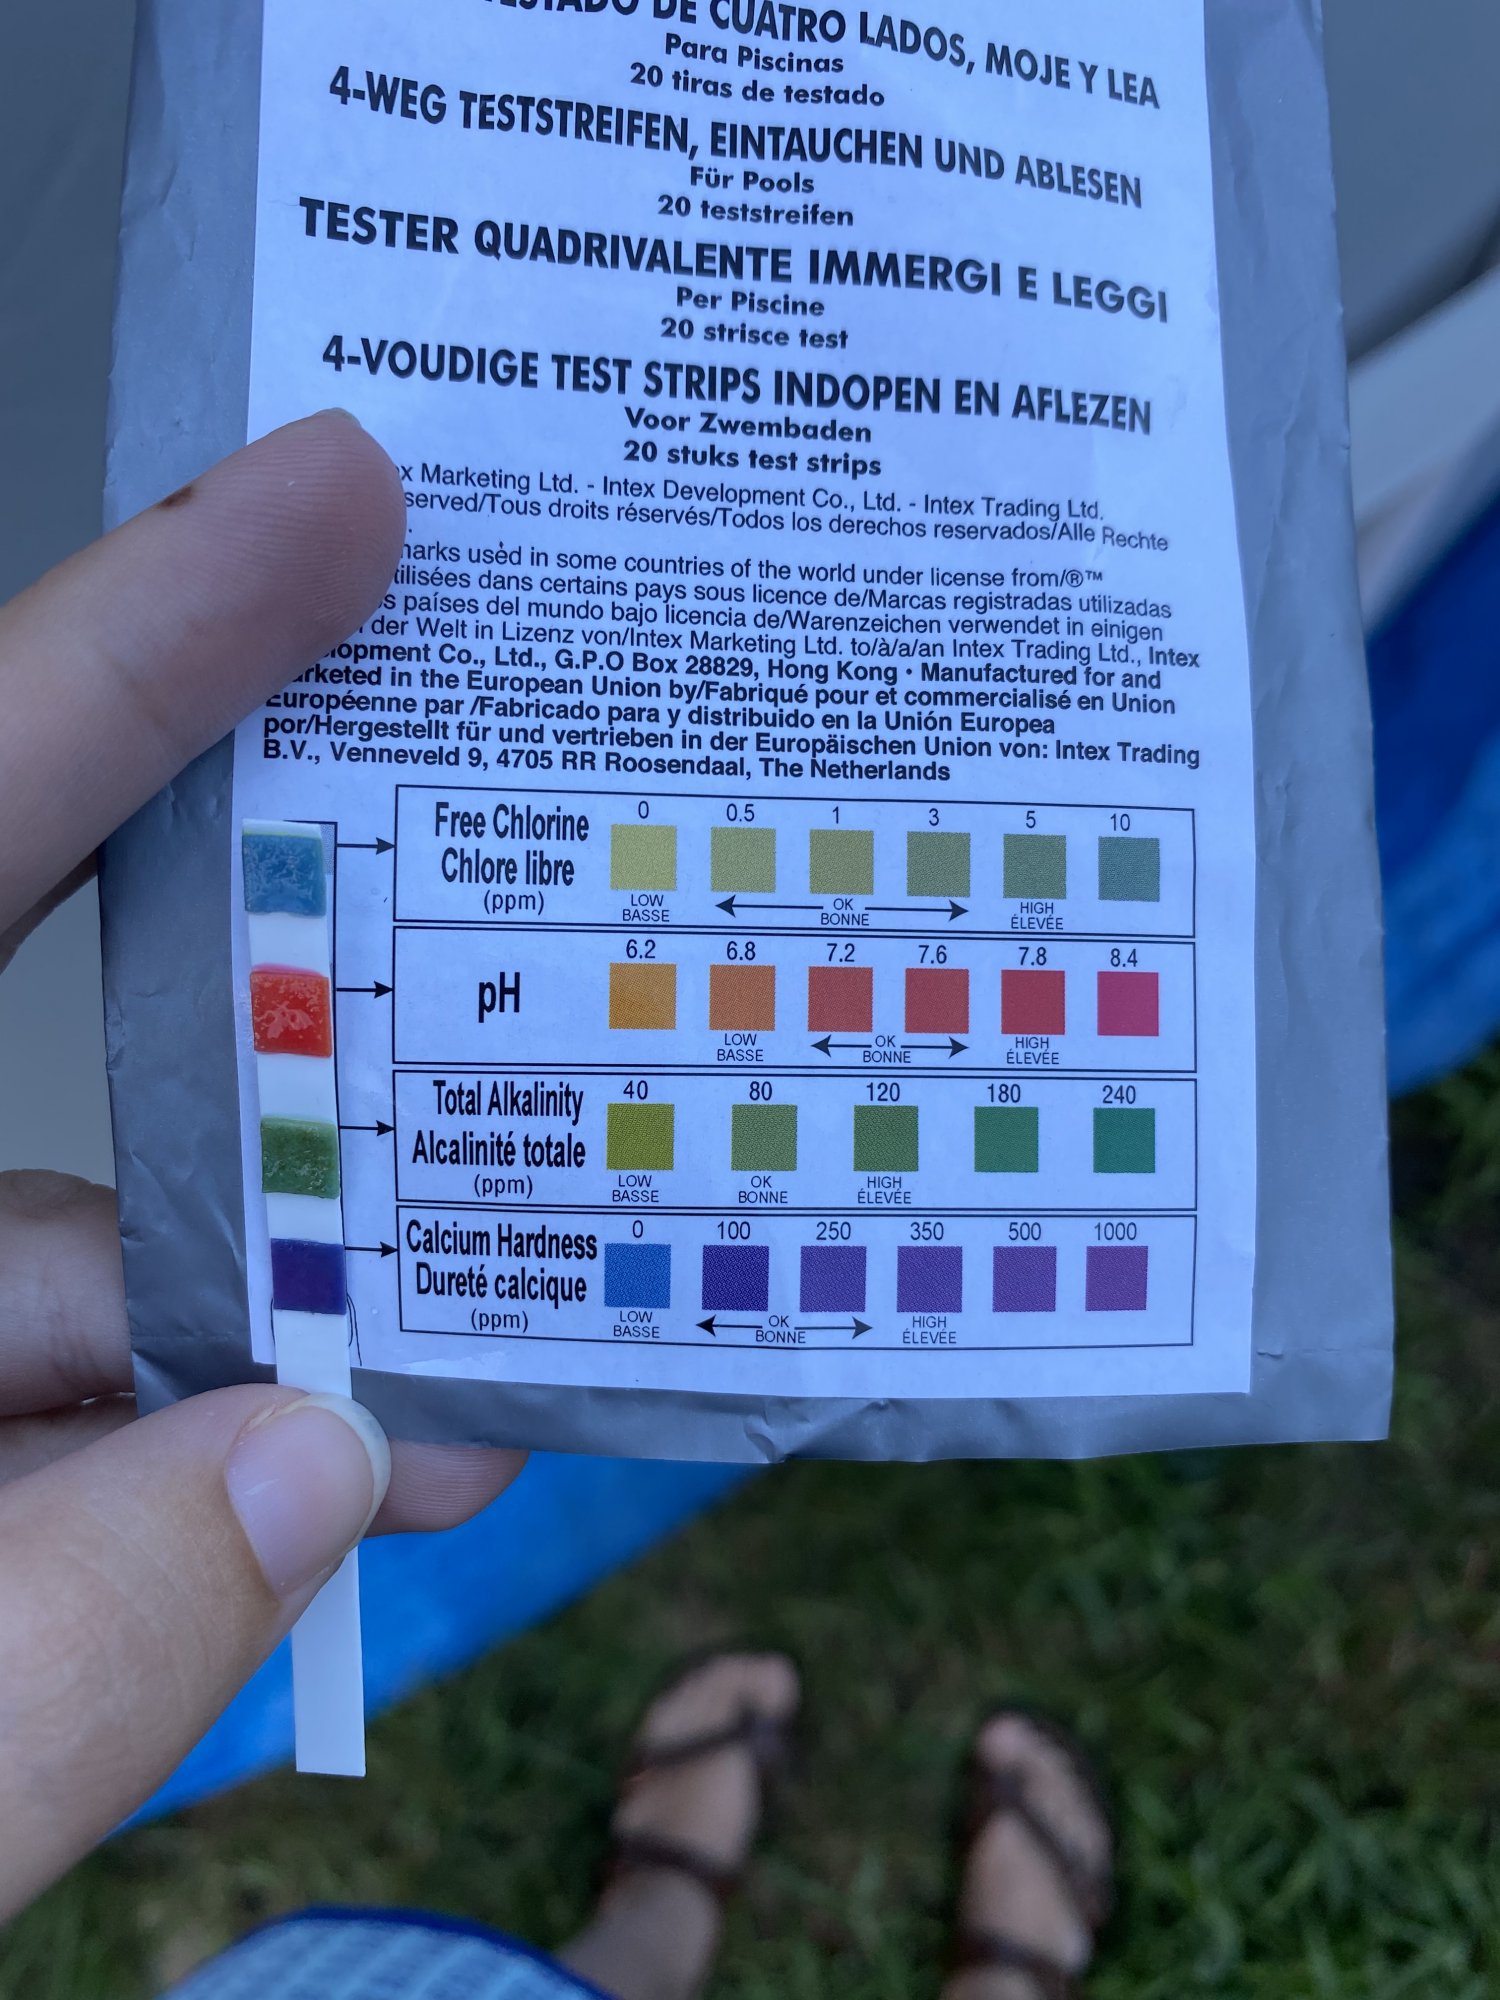 DE CUATRO LADOS, MOJE Y LEA
Para Piscinas
20 tiras de testado
4-WEG TESTSTREIFEN, EINTAUCHEN UND ABLESEN
Für Pools
20 teststreifen
TESTER QUADRIVALENTE IMMERGI E LEGGI
Per Piscine
20 strisce test
4-VOUDIGE TEST STRIPS INDOPEN EN AFLEZEN
Voor Zwembaden
20 stuks test strips
Marketing Ltd. - Intex Development Co., Ltd. - Intex Trading Ltd.
served/Tous droits réservés/Todos los derechos reservados/Alle Rechte
used in some countries of the world under license from/®™
tilisées dans certains pays sous licence de/Marcas registradas utilizadas
países del mundo bajo licencia de/Warenzeichen verwendet in einigen
der Welt in Lizenz von/Intex Marketing Ltd. to/à/a/an Intex Trading Ltd., Intex
lopment Co., Ltd., G.P.O Box 28829, Hong Kong • Manufactured for and
rketed in the European Union by/Fabriqué pour et commercialisé en Union
Européenne par /Fabricado para y distribuido en la Unión Europea
por/Hergestellt für und vertrieben in der Europäischen Union von: Intex Trading
B.V., Venneveld 9, 4705 RR Roosendaal, The Netherlands
Free Chlorine
Chlore libre
(ppm)
0 0.5 1 3 5 10
LOW BASSE
OK BONNE
HIGH ÉLEVÉE
pH
6.2 6.8 7.2 7.6 7.8 8.4
LOW BASSE
OK BONNE
HIGH ÉLEVÉE
Total Alkalinity
Alcalinité totale
(ppm)
40 80 120 180 240
LOW BASSE
OK BONNE
HIGH ÉLEVÉE
Calcium Hardness
Dureté calcique
(ppm)
0 100 250 350 500 1000
LOW BASSE
OK BONNE
HIGH ÉLEVÉE